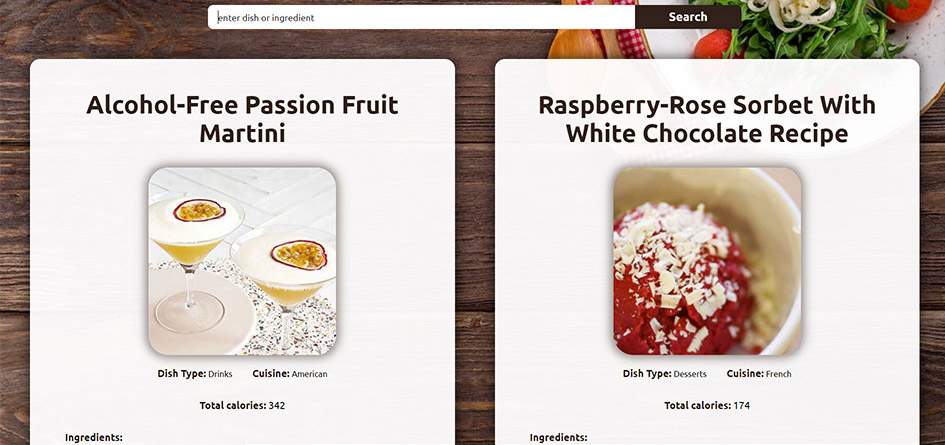 enter dish or ingredient
Search
Alcohol-Free Passion Fruit
Martini
Dish Type: Drinks Cuisine: American
Total calories: 342
Ingredients:
Raspberry-Rose Sorbet With
White Chocolate Recipe
Dish Type: Desserts Cuisine: French
Total calories: 174
Ingredients: